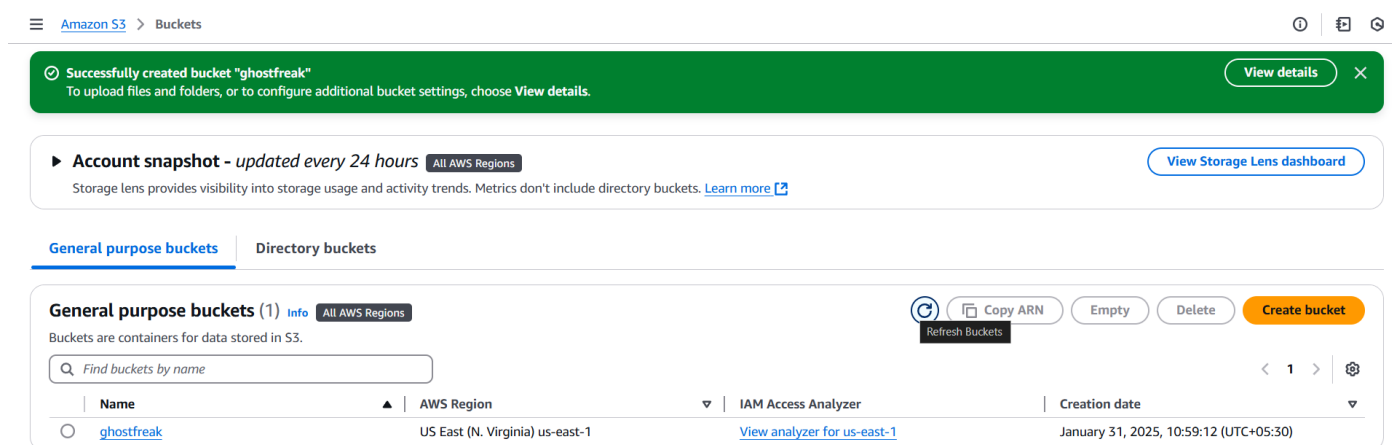 Amazon S3 > Buckets
Successfully created bucket "ghostfreak"
View details
To upload files and folders, or to configure additional bucket settings, choose View details.
Account snapshot - updated every 24 hours All AWS Regions
View Storage Lens dashboard
Storage lens provides visibility into storage usage and activity trends. Metrics don't include directory buckets. Learn more
General purpose buckets Directory buckets
General purpose buckets (1) Info All AWS Regions
Copy ARN Empty Delete Create bucket
Refresh Buckets
Buckets are containers for data stored in S3.
Find buckets by name
< 1 >
Name AWS Region IAM Access Analyzer Creation date
ghostfreak US East (N. Virginia) us-east-1 View analyzer for us-east-1 January 31, 2025, 10:59:12 (UTC+05:30)